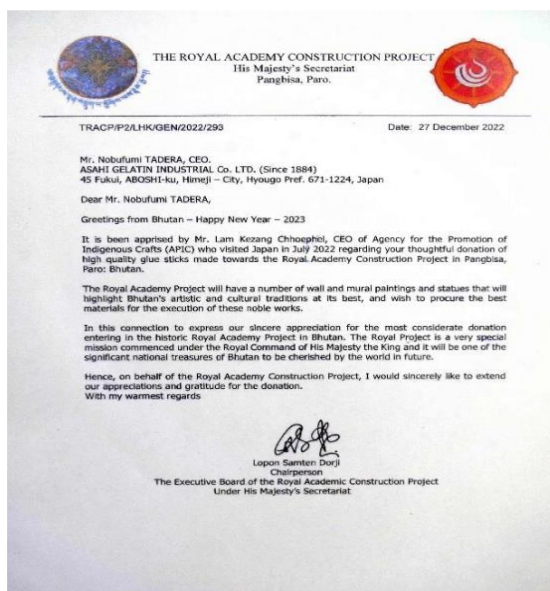 THE ROYAL ACADEMY CONSTRUCTION PROJECT
His Majesty's Secretariat
Pangbisa, Paro.
TRACP/P2/LHK/GEN/2022/293
Date: 27 December 2022
Mr. Nobufumi TADERA, CEO.
ASAHI GELATIN INDUSTRIAL Co. LTD. (Since 1884)
45 Fukui, ABOSHI-ku, Himeji – City, Hyougo Pref. 671-1224, Japan
Dear Mr. Nobufumi TADERA,
Greetings from Bhutan – Happy New Year – 2023
It is been apprised by Mr. Lam Kezang Chhoephel, CEO of Agency for the Promotion of
Indigenous Crafts (APIC) who visited Japan in July 2022 regarding your thoughtful donation of
high quality glue sticks made towards the Royal Academy Construction Project in Pangbisa,
Paro: Bhutan.
The Royal Academy Project will have a number of wall and mural paintings and statues that will
highlight Bhutan's artistic and cultural traditions at its best, and wish to procure the best
materials for the execution of these noble works.
In this connection to express our sincere appreciation for the most considerate donation
entering in the historic Royal Academy Project in Bhutan. The Royal Project is a very special
mission commenced under the Royal Command of His Majesty the King and it will be one of the
significant national treasures of Bhutan to be cherished by the world in future.
Hence, on behalf of the Royal Academy Construction Project, I would sincerely like to extend
our appreciations and gratitude for the donation.
With my warmest regards
Lopon Samten Dorji
Chairperson
The Executive Board of the Royal Academic Construction Project
Under His Majesty's Secretariat